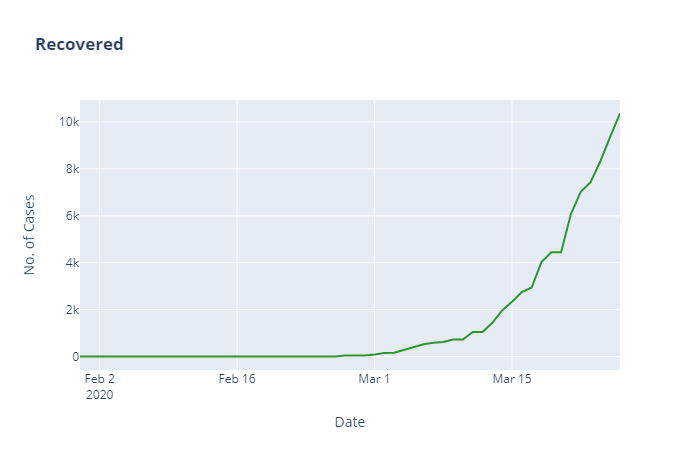 Recovered
No. of Cases
10k
8k
6k
4k
2k
0
Feb 2
2020
Feb 16
Mar 1
Mar 15
Date